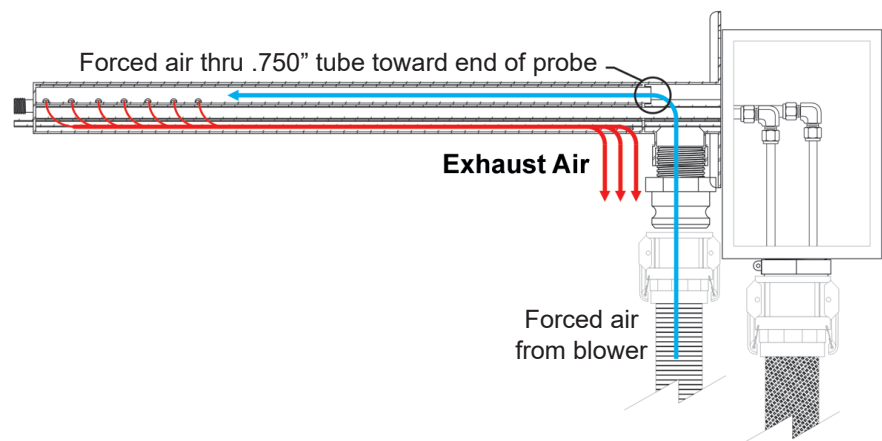 Forced air thru .750” tube toward end of probe
Exhaust Air
Forced air
from blower